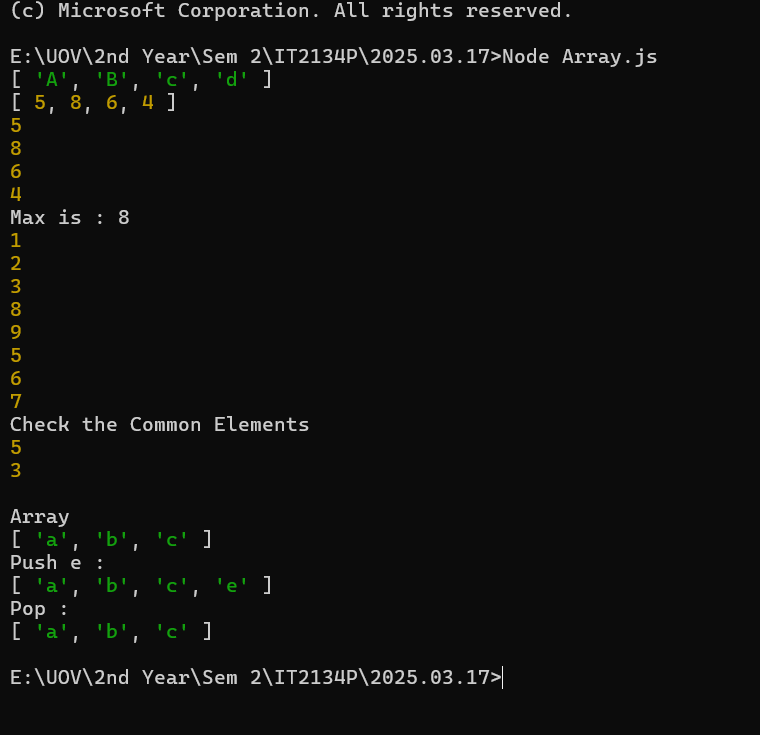 (c) Microsoft Corporation. All rights reserved.
E:\UOV\2nd Year\Sem 2\IT2134P\2025.03.17>Node Array.js
[ 'A', 'B', 'c', 'd' ]
[ 5, 8, 6, 4 ]
5
8
6
4
Max is : 8
1
2
3
8
9
5
6
7
Check the Common Elements
5
3
Array
[ 'a', 'b', 'c' ]
Push e :
[ 'a', 'b', 'c', 'e' ]
Pop :
[ 'a', 'b', 'c' ]
E:\UOV\2nd Year\Sem 2\IT2134P\2025.03.17>